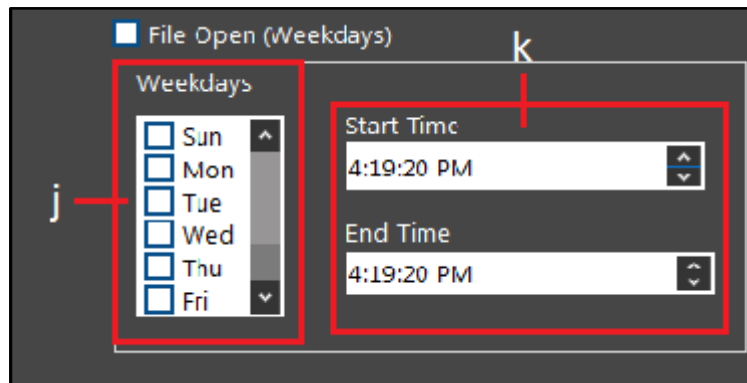 File Open (Weekdays)
k
Weekdays
Sun
Mon
Tue
Wed
Thu
Fri
j
Start Time
4:19:20 PM
End Time
4:19:20 PM